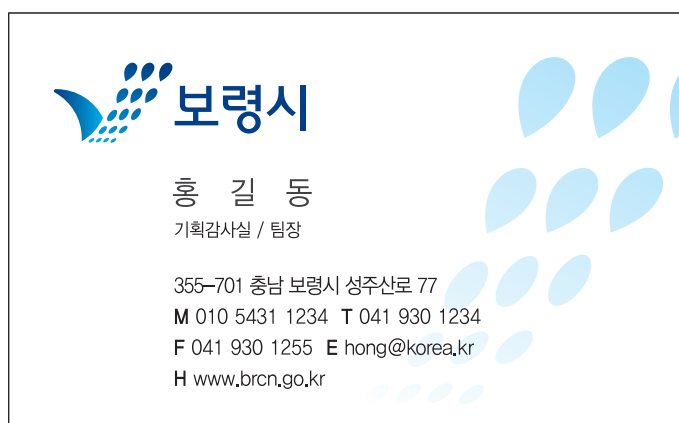 보령시
홍 길 동
기획감사실 / 팀장
355-701 충남 보령시 성주산로 77
M 010 5431 1234 T 041 930 1234
F 041 930 1255 E hong@korea.kr
H www.brcn.go.kr